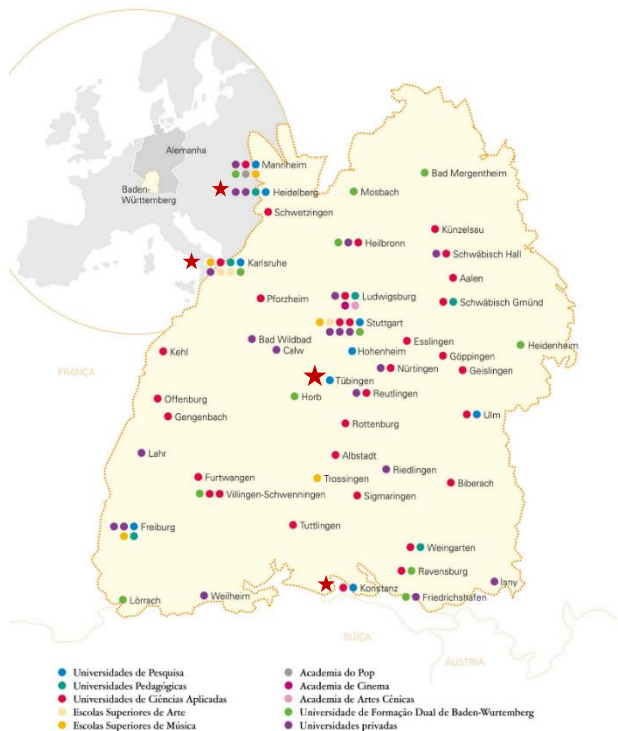 Alemanha
Baden-
Württemberg
Mannheim
Heidelberg
Schwetzingen
Mosbach
Bad Mergentheim
Künzelsau
Heilbronn
Schwäbisch Hall
Karlsruhe
Aalen
Pforzheim
Ludwigsburg
Schwäbisch Gmünd
Stuttgart
Bad Wildbad
Esslingen
Heidenheim
Kehl
Calw
Hohenheim
Göppingen
FRANÇA
Nürtingen
Geislingen
Tübingen
Offenburg
Horb
Reutlingen
Gengenbach
Rottenburg
Ulm
Lahr
Albstadt
Riedlingen
Furtwangen
Trossingen
Biberach
Villingen-Schwenningen
Sigmaringen
Freiburg
Tuttlingen
Weingarten
Ravensburg
Isny
Konstanz
Lörrach
Weilheim
Friedrichshafen
SUÍÇA
ÁUSTRIA
Universidades de Pesquisa
Universidades Pedagógicas
Universidades de Ciências Aplicadas
Escolas Superiores de Arte
Escolas Superiores de Música
Academia do Pop
Academia de Cinema
Academia de Artes Cênicas
Universidade de Formação Dual de Baden-Wurtemberg
Universidades privadas